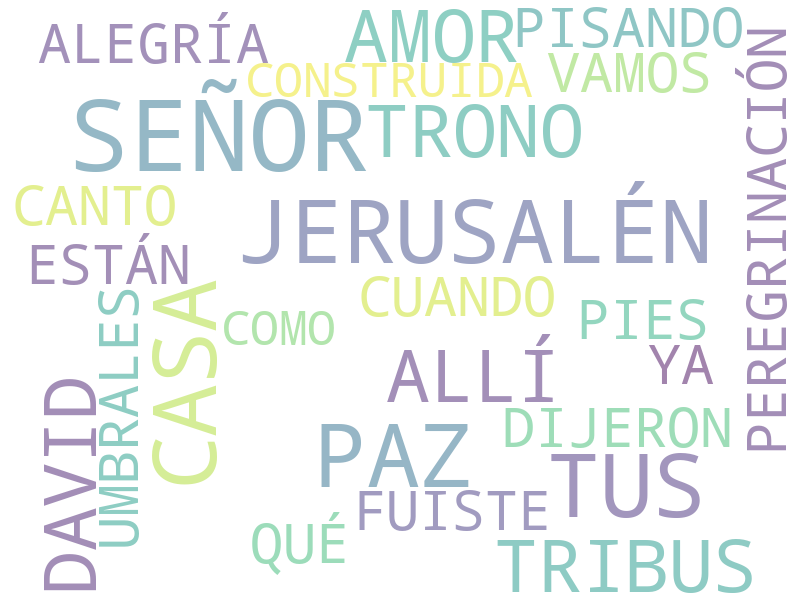 ALEGRÍA
AMOR
PISANDO
CONSTRUIDA
VAMOS
SEÑOR
TRONO
PEREGRINACIÓN
CANTO
JERUSALÉN
ESTÁN
CUANDO
UMBRALES
CASA
COMO
PIES
ALLÍ
YA
DAVID
DIJERON
PAZ
TUS
FUISTE
QUÉ
TRIBUS